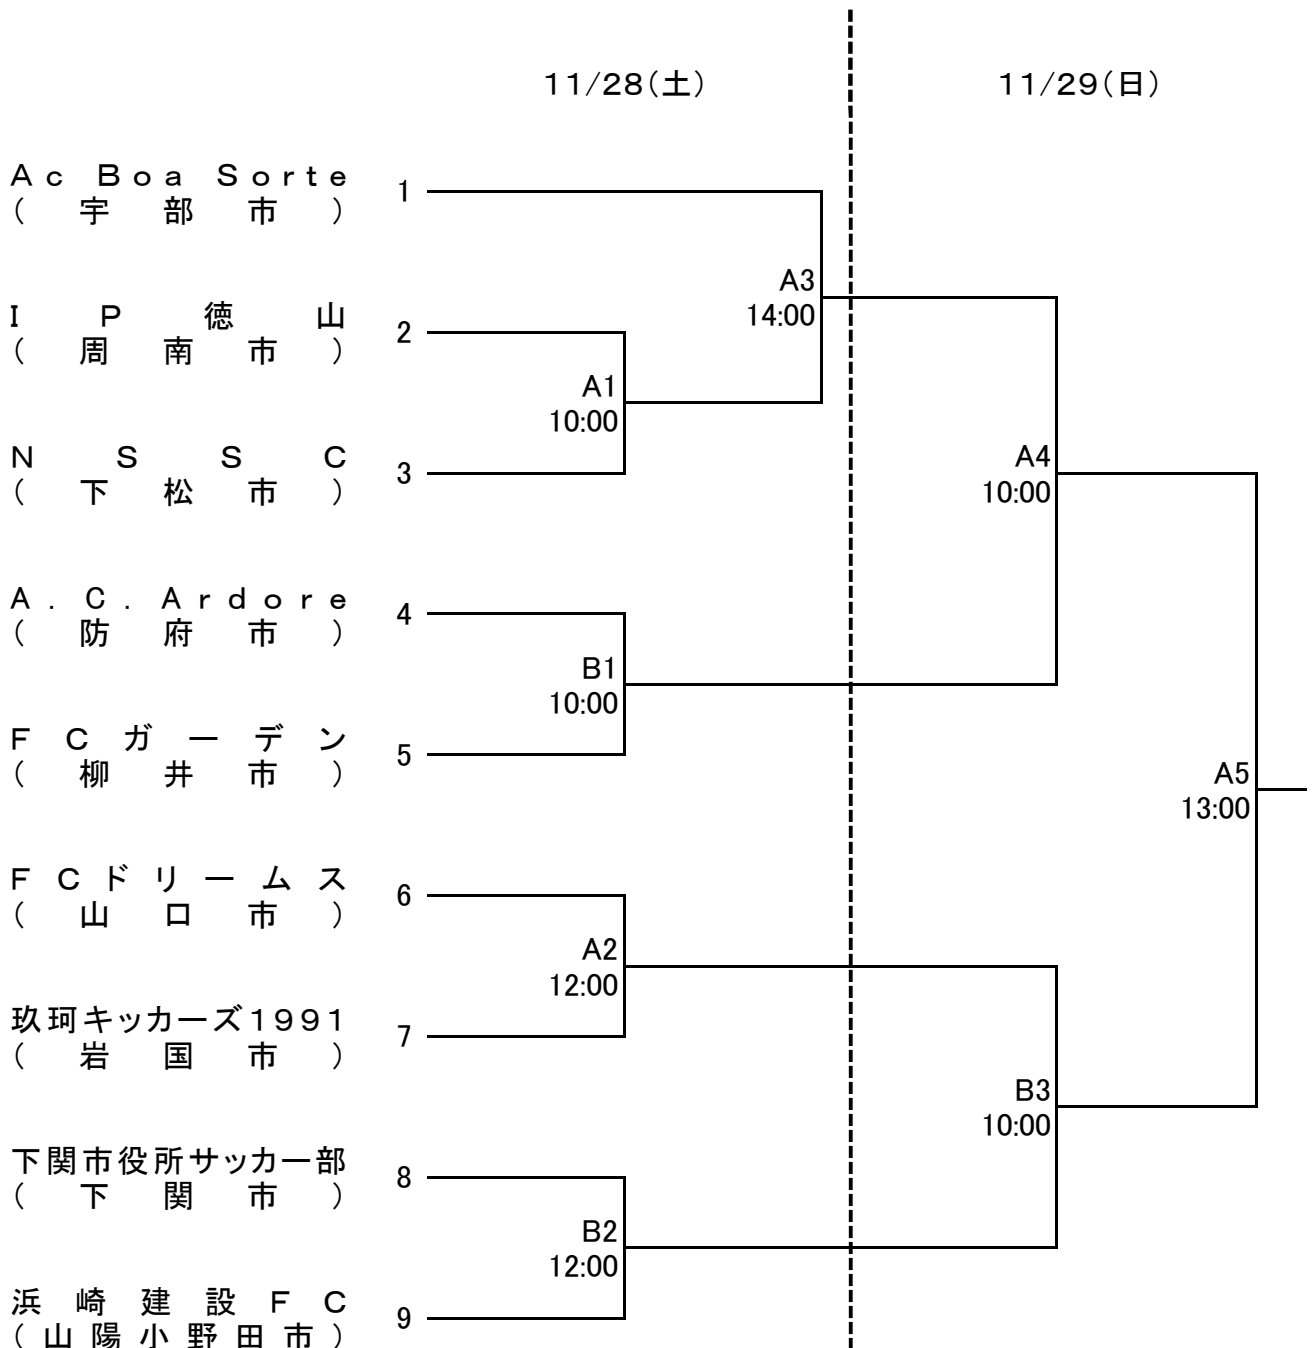 11/28(土) 11/29(日)
Ac Boa Sorte
(宇部市)
1
A3
14:00
IP徳山
(周南市)
2
A1
10:00
NSSC
(下松市)
3
A4
10:00
A.C.Ardore
(防府市)
4
B1
10:00
FCガーデン
(柳井市)
5
A5
13:00
FCドリームス
(山口市)
6
A2
12:00
玖珂キッカーズ1991
(岩国市)
7
B3
10:00
下関市役所サッカー部
(下関市)
8
B2
12:00
浜崎建設FC
(山陽小野田市)
9